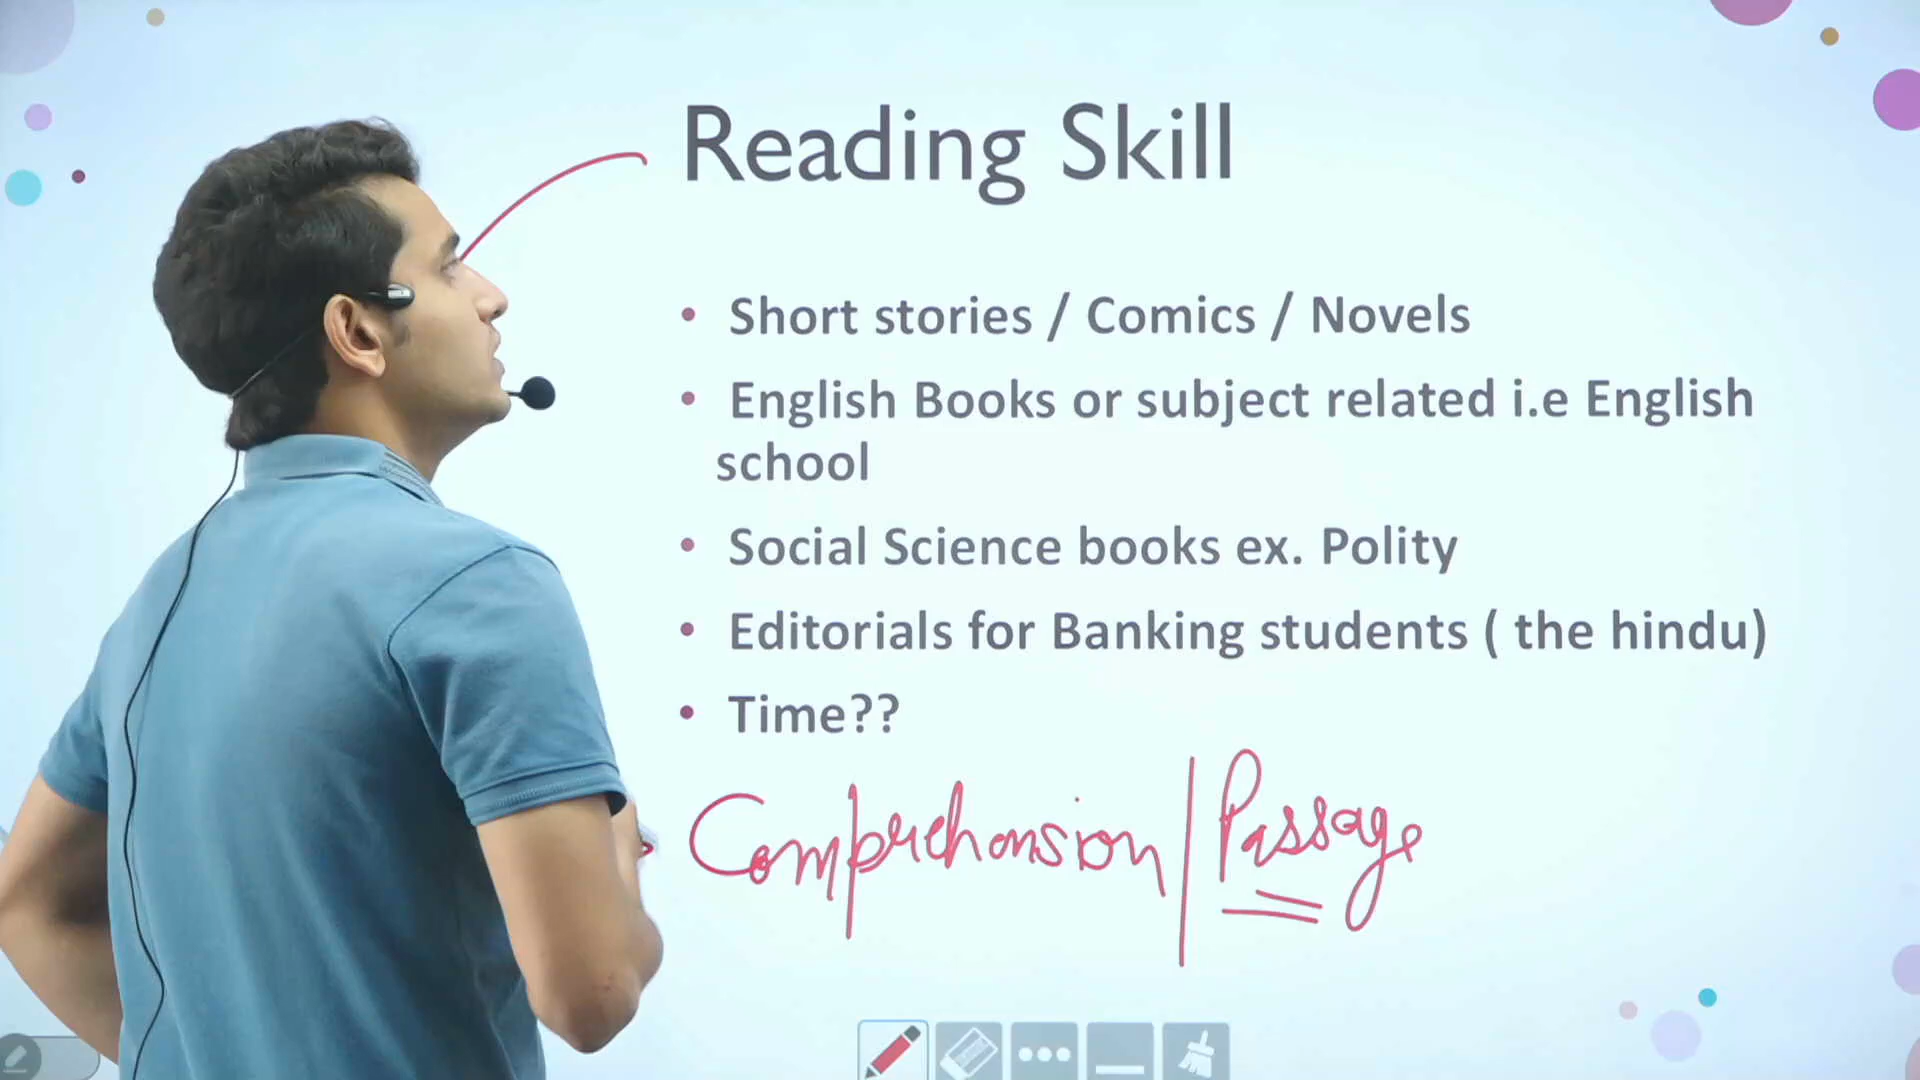 Reading Skill
• Short stories / Comics / Novels
• English Books or subject related i.e English
school
• Social Science books ex. Polity
• Editorials for Banking students ( the hindu)
• Time??
Comprehension / Passage